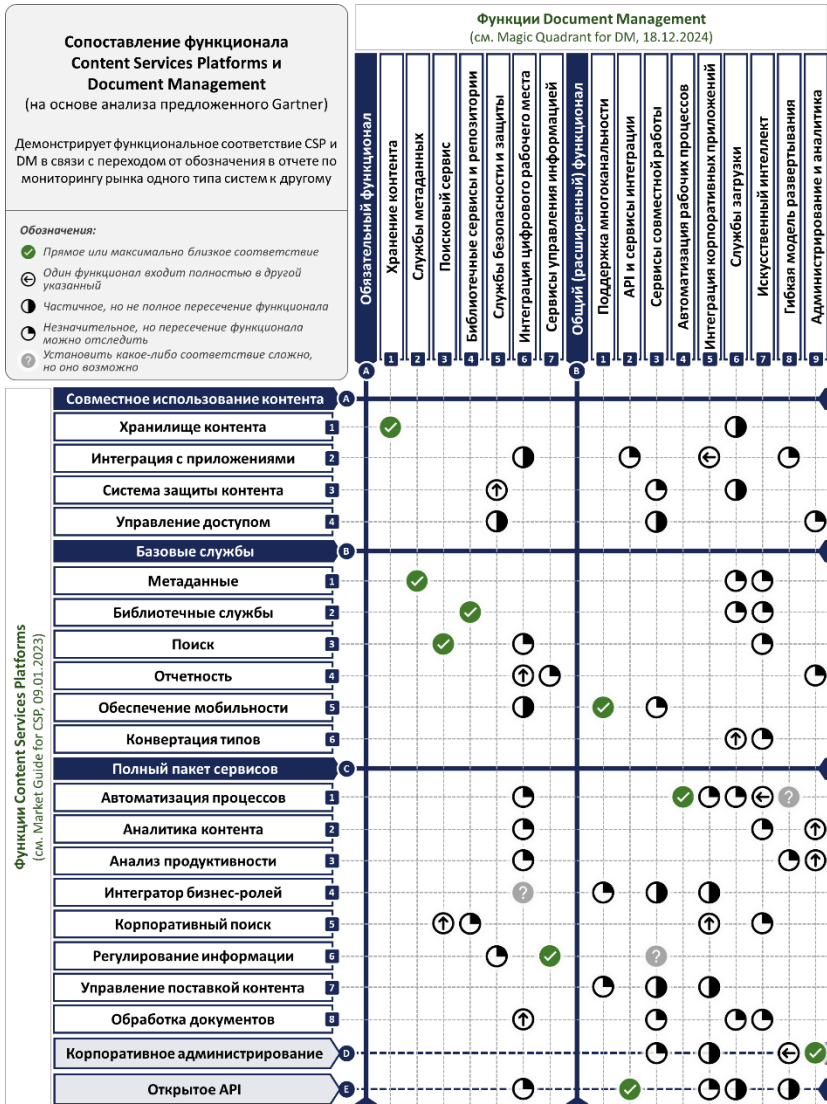 Сопоставление функционала
Content Services Platforms и
Document Management
(на основе анализа предложенного Gartner)
Демонстрирует функциональное соответствие CSP и
DM в связи с переходом от обозначения в отчете по
мониторингу рынка одного типа систем к другому
Обозначения:
Прямое или максимально близкое соответствие
Один функционал входит полностью в другой
указанный
Частичное, но не полное пересечение функционала
Незначительное, но пересечение функционала
можно отследить
? Установить какое-либо соответствие сложно,
но оно возможно
Функции Document Management
(см. Magic Quadrant for DM, 18.12.2024)
Обязательный функционал
A
Хранение контента
1
Службы метаданных
2
Поисковый сервис
3
Библиотечные сервисы и репозитории
4
Службы безопасности и защиты
5
Интеграция цифрового рабочего места
6
Сервисы управления информацией
7
Общий (расширенный) функционал
B
Поддержка многоканальности
1
API и сервисы интеграции
2
Сервисы совместной работы
3
Автоматизация рабочих процессов
4
Интеграция корпоративных приложений
5
Службы загрузки
6
Искусственный интеллект
7
Гибкая модель развертывания
8
Администрирование и аналитика
9
Функции Content Services Platforms
(см. Market Guide for CSP, 09.01.2023)
Совместное использование контента A
Хранилище контента 1
Интеграция с приложениями 2
Система защиты контента 3
Управление доступом 4
Базовые службы B
Метаданные 1
Библиотечные службы 2
Поиск 3
Отчетность 4
Обеспечение мобильности 5
Конвертация типов 6
Полный пакет сервисов C
Автоматизация процессов 1 ?
Аналитика контента 2
Анализ продуктивности 3
Интегратор бизнес-ролей 4 ?
Корпоративный поиск 5
Регулирование информации 6 ?
Управление поставкой контента 7
Обработка документов 8
Корпоративное администрирование D
Открытое API E